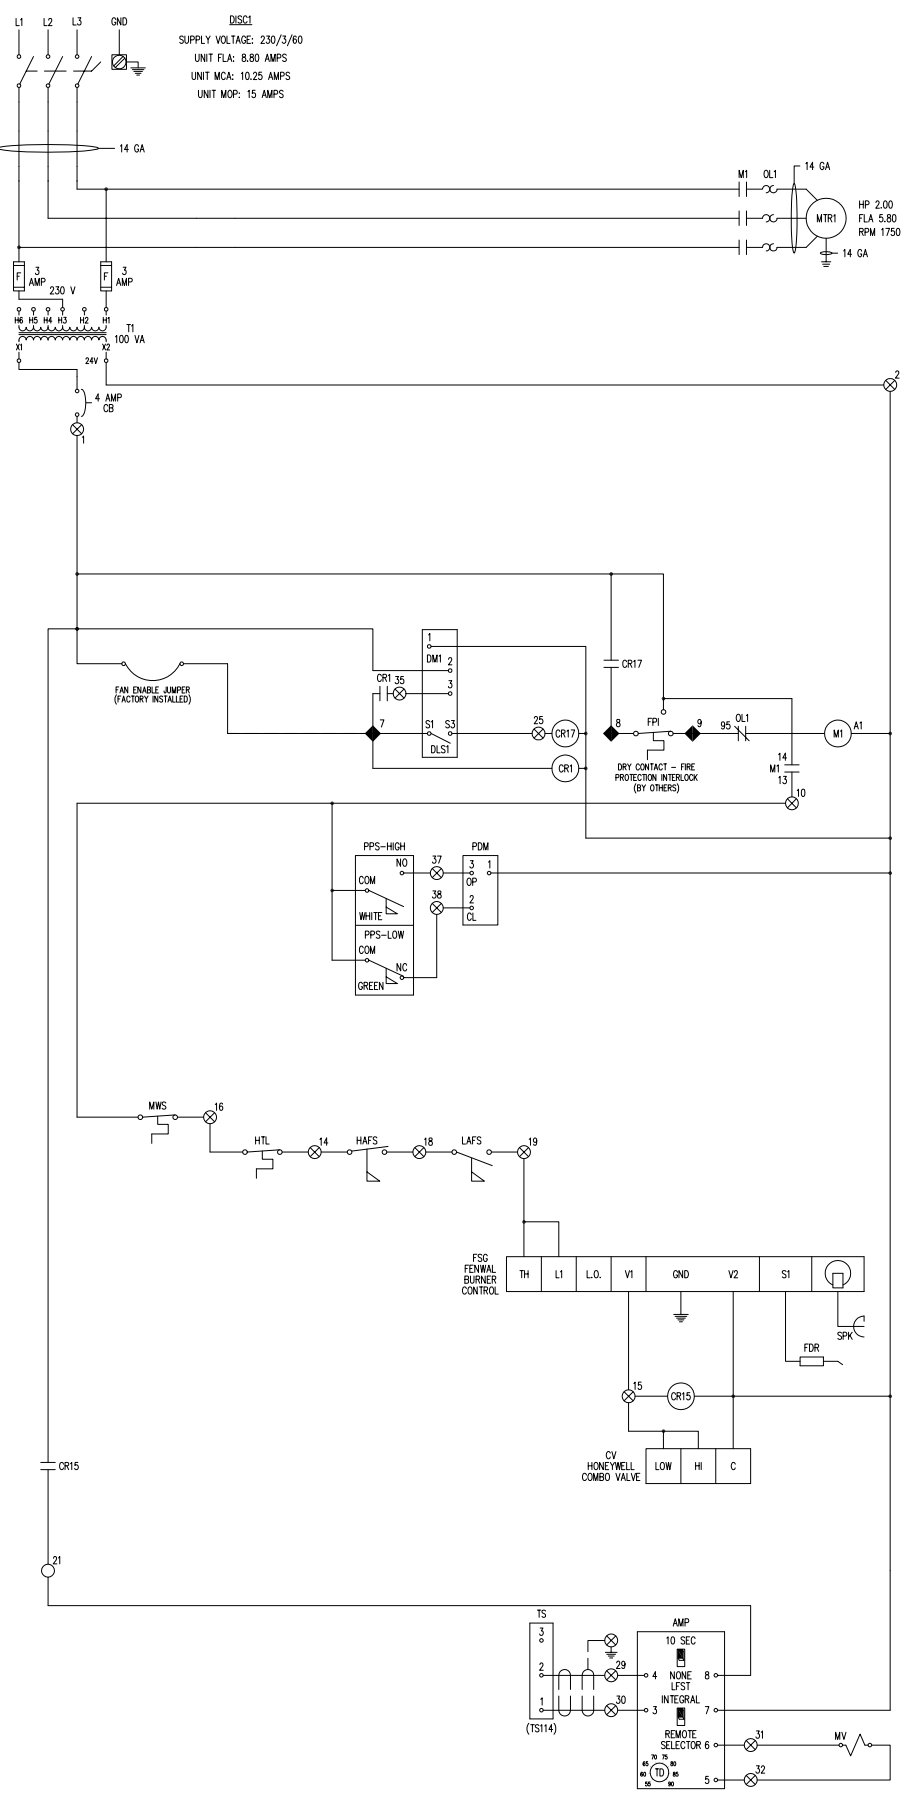 L1 L2 L3 GND
DISC1
SUPPLY VOLTAGE: 230/3/60
UNIT FLA: 8.80 AMPS
UNIT MCA: 10.25 AMPS
UNIT MOP: 15 AMPS
14 GA
14 GA
M1 OL1
MTR1
HP 2.00
FLA 5.80
RPM 1750
14 GA
F 3 AMP
F 3 AMP
230 V
H6 H5 H4 H3 H2 H1
T1
100 VA
X1 X2
24V
2
4 AMP
CB
1
1
DM1
2
3
CR1 35
FAN ENABLE JUMPER
(FACTORY INSTALLED)
7
S1 S3
DLS1
25
CR17
CR1
CR17
8 FPI 9
95 OL1
M1 A1
DRY CONTACT - FIRE
PROTECTION INTERLOCK
(BY OTHERS)
14
M1
13
10
PPS-HIGH
NO
COM
WHITE
PPS-LOW
COM
NC
GREEN
37
38
PDM
3 1
OP
2
CL
MWS 16
HTL 14 HAFS 18 LAFS 19
FSG
FENWAL
BURNER
CONTROL
TH L1 L.O. V1 GND V2 S1
SPK
FDR
15
CR15
CV
HONEYWELL
COMBO VALVE
LOW HI C
CR15
21
TS
3
2
1
(TS114)
29
30
AMP
10 SEC
4 NONE 8
LFST
INTEGRAL
3 7
REMOTE
SELECTOR 6
5
31
32
MV
TD
55 60 65 70 75 80 85 90